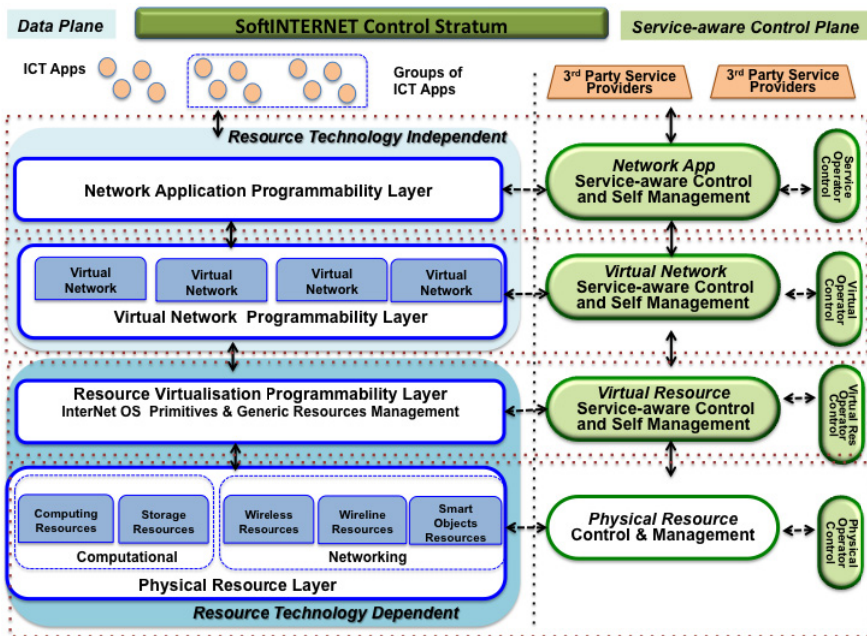 Data Plane
SoftINTERNET Control Stratum
Service-aware Control Plane
ICT Apps
Groups of
ICT Apps
3rd Party Service
Providers
3rd Party Service
Providers
Resource Technology Independent
Network Application Programmability Layer
Network App
Service-aware Control
and Self Management
Service
Operator
Control
Virtual
Network
Virtual
Network
Virtual
Network
Virtual
Network
Virtual Network Programmability Layer
Virtual Network
Service-aware Control
and Self Management
Virtual
Operator
Control
Resource Virtualisation Programmability Layer
InterNet OS Primitives & Generic Resources Management
Virtual Resource
Service-aware Control
and Self Management
Virtual Res
Operator
Control
Computing
Resources
Storage
Resources
Computational
Wireless
Resources
Wireline
Resources
Smart
Objects
Resources
Networking
Physical Resource Layer
Physical Resource
Control & Management
Physical
Operator
Control
Resource Technology Dependent